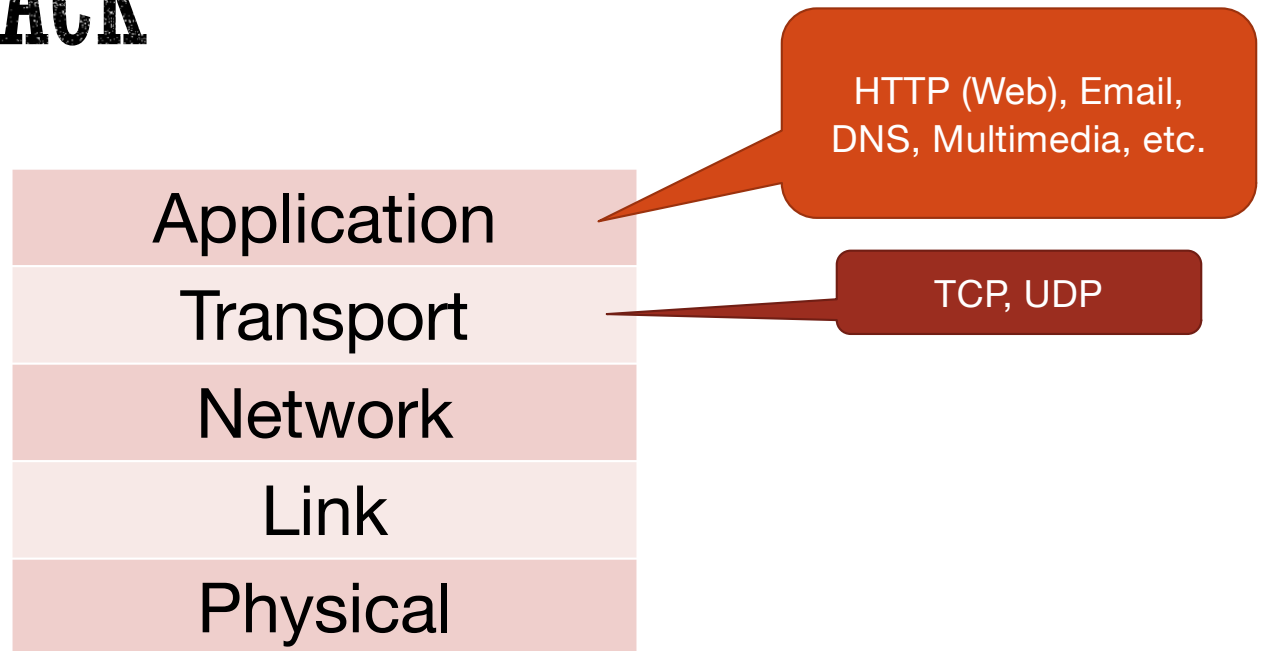 ACK
HTTP (Web), Email,
DNS, Multimedia, etc.
Application
TCP, UDP
Transport
Network
Link
Physical